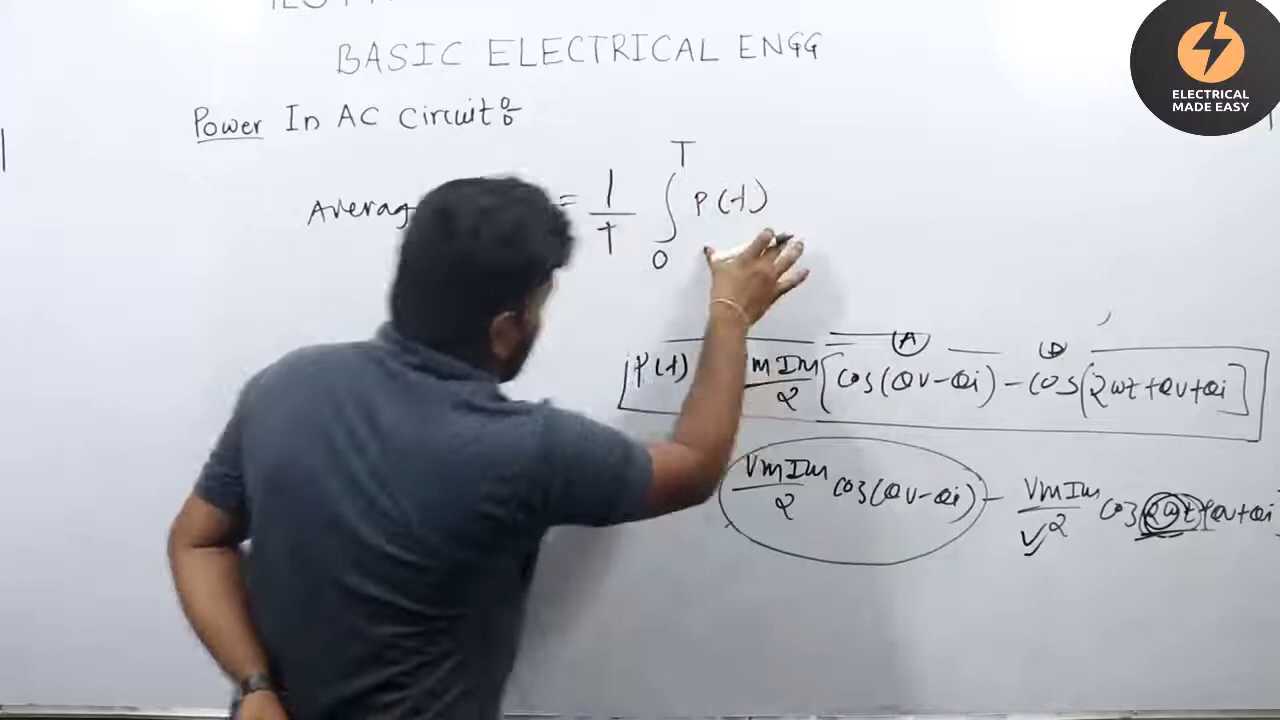 BASIC ELECTRICAL ENGG
ELECTRICAL
MADE EASY
Power In AC Circuit :
= 1/T ∫ 0 T P(t)
P(t) VmIm/2 [Cos(θv-θi) - Cos(2ωt+θv+θi]
A
VmIm/2 Cos(θv-θi) - VmIm/2 Cos 2ωt+θv+θi